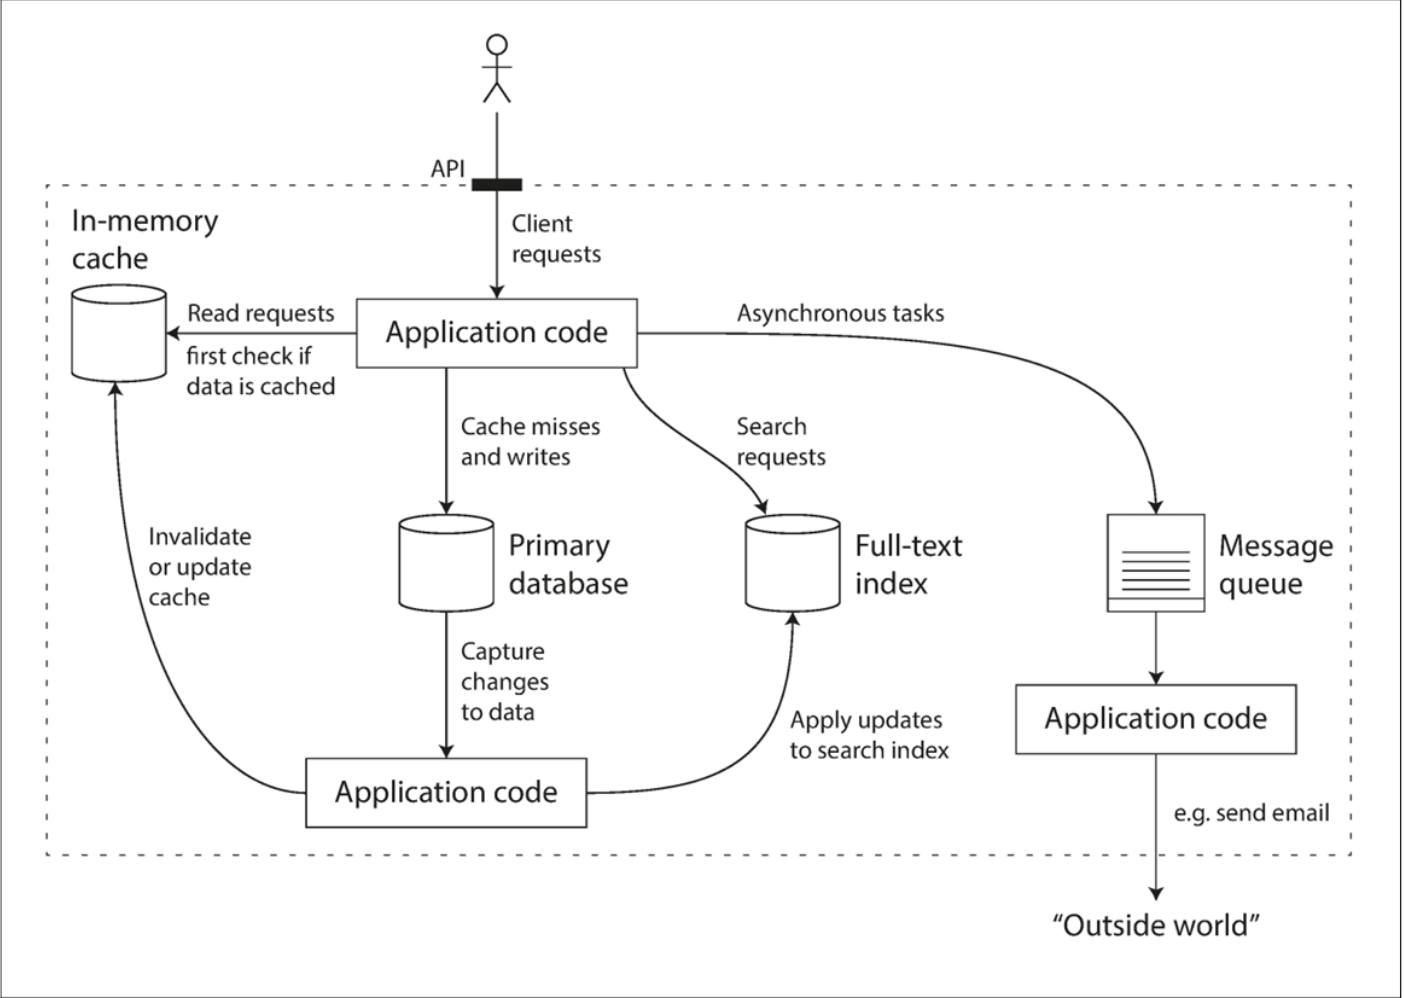 API
Client
requests
In-memory
cache
Read requests
first check if
data is cached
Application code
Asynchronous tasks
Cache misses
and writes
Search
requests
Invalidate
or update
cache
Primary
database
Full-text
index
Message
queue
Capture
changes
to data
Apply updates
to search index
Application code
Application code
e.g. send email
“Outside world”